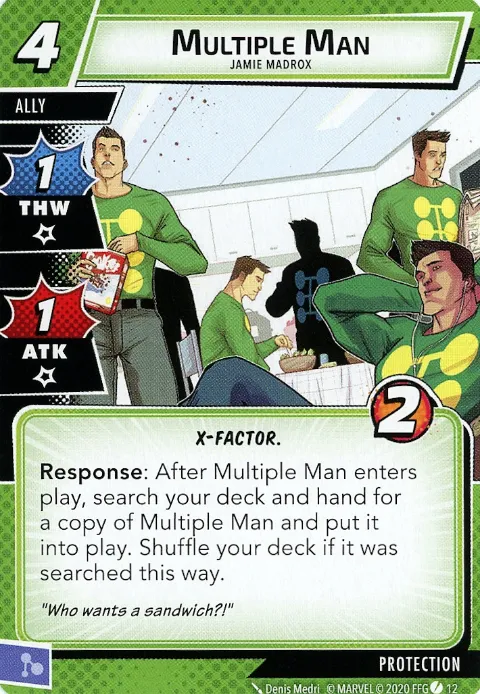 4
MULTIPLE MAN
JAMIE MADROX
ALLY
1
THW
1
ATK
2
X-FACTOR.
Response: After Multiple Man enters
play, search your deck and hand for
a copy of Multiple Man and put it
into play. Shuffle your deck if it was
searched this way.
"Who wants a sandwich?!"
PROTECTION
Denis Medri © MARVEL © 2020 FFG 12